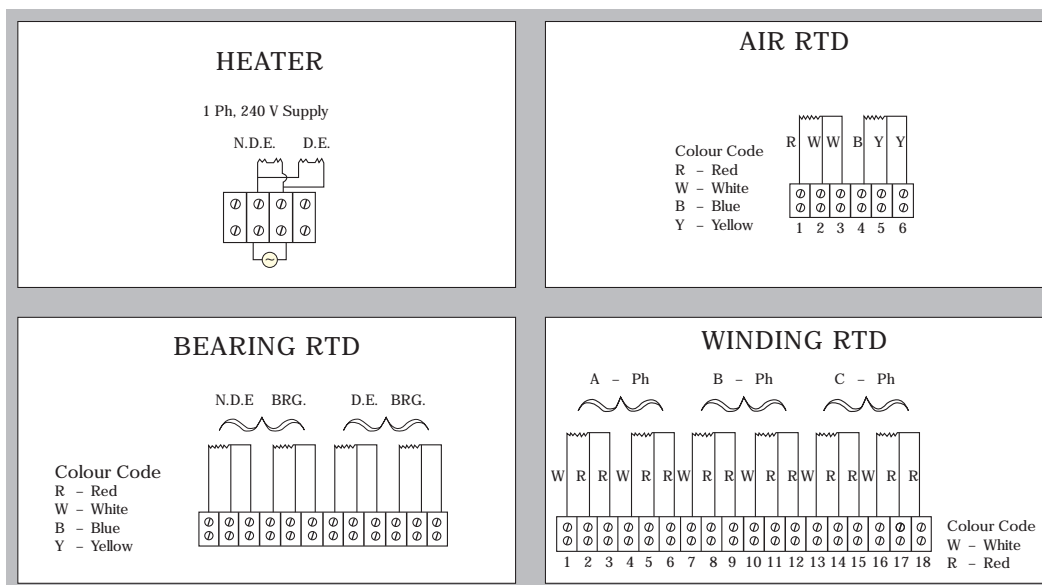 HEATER
1 Ph, 240 V Supply
N.D.E. D.E.
~
AIR RTD
R W W B Y Y
Colour Code
R – Red
W – White
B – Blue
Y – Yellow
1 2 3 4 5 6
BEARING RTD
N.D.E BRG. D.E. BRG.
Colour Code
R – Red
W – White
B – Blue
Y – Yellow
WINDING RTD
A – Ph B – Ph C – Ph
W R R W R R W R R W R R W R R W R R
1 2 3 4 5 6 7 8 9 10 11 12 13 14 15 16 17 18
Colour Code
W – White
R – Red